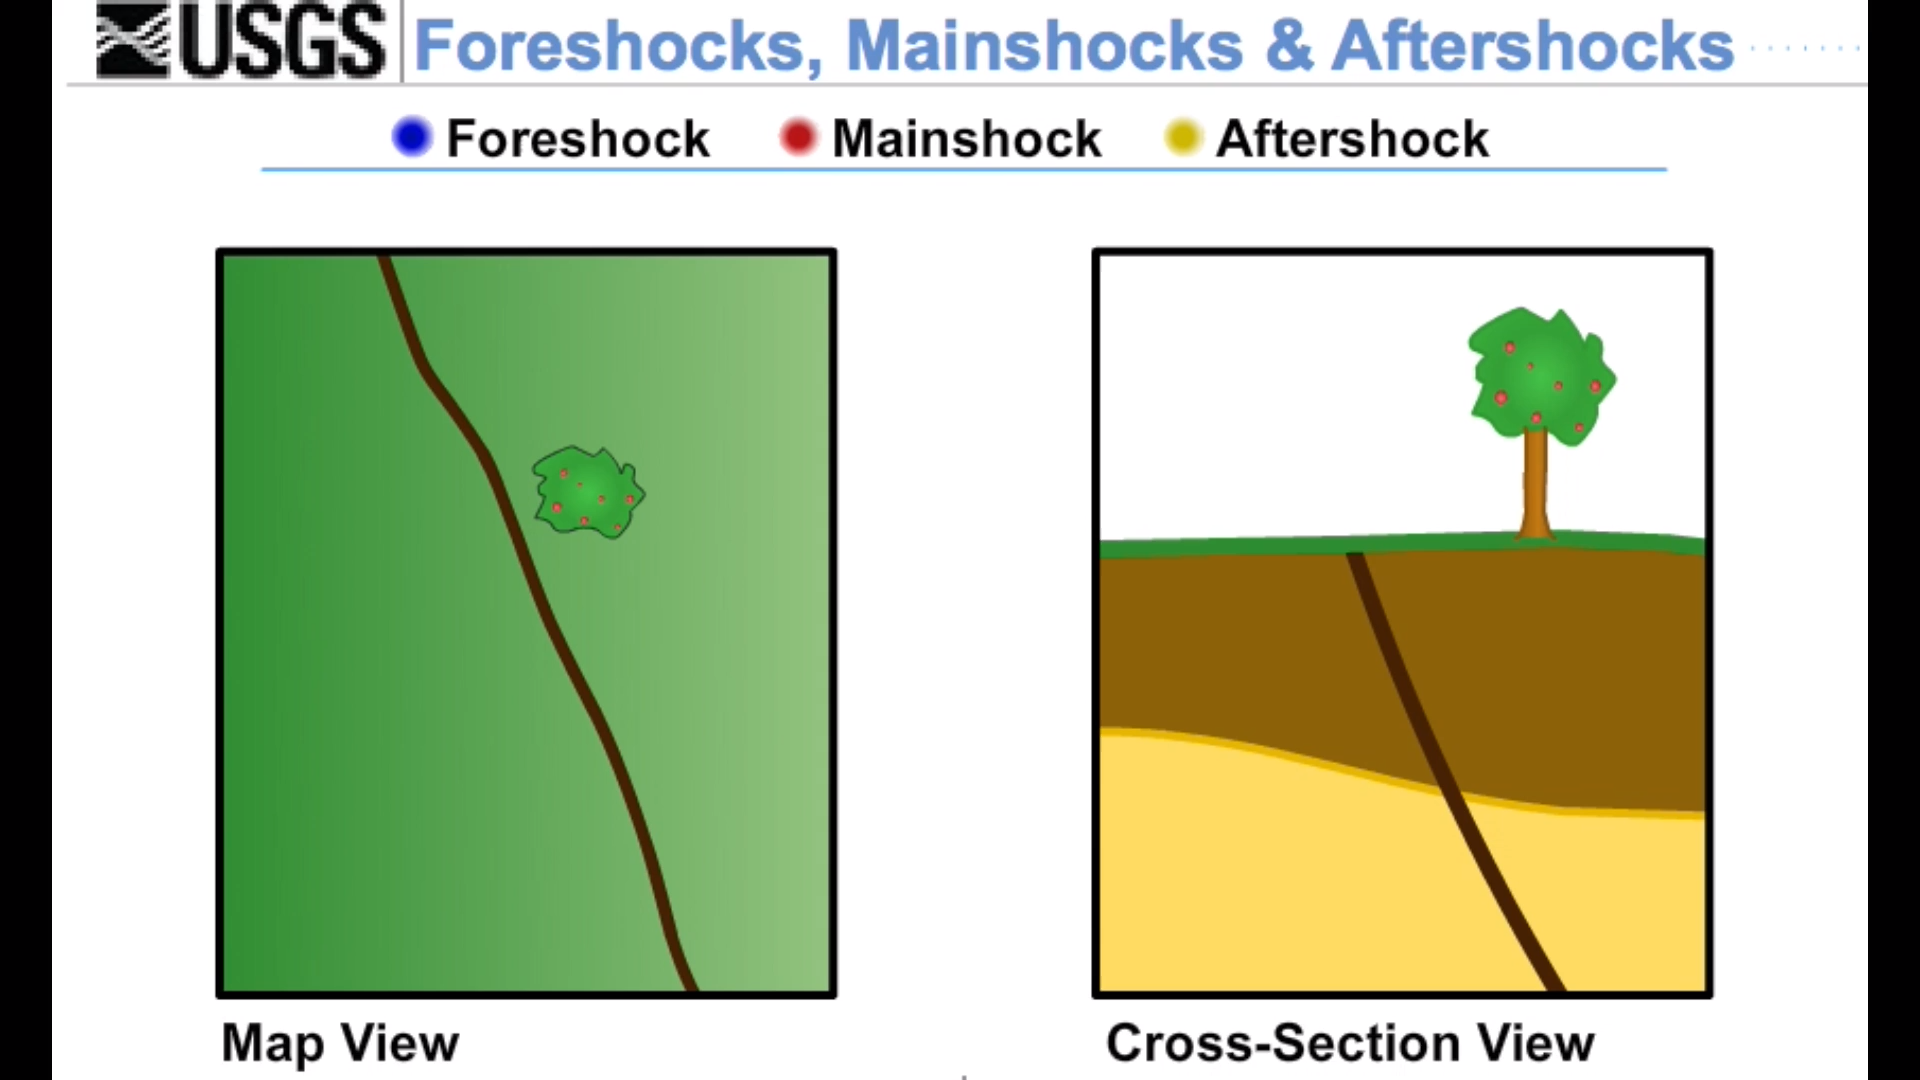 USGS
Foreshocks, Mainshocks & Aftershocks
Foreshock Mainshock Aftershock
Map View
Cross-Section View